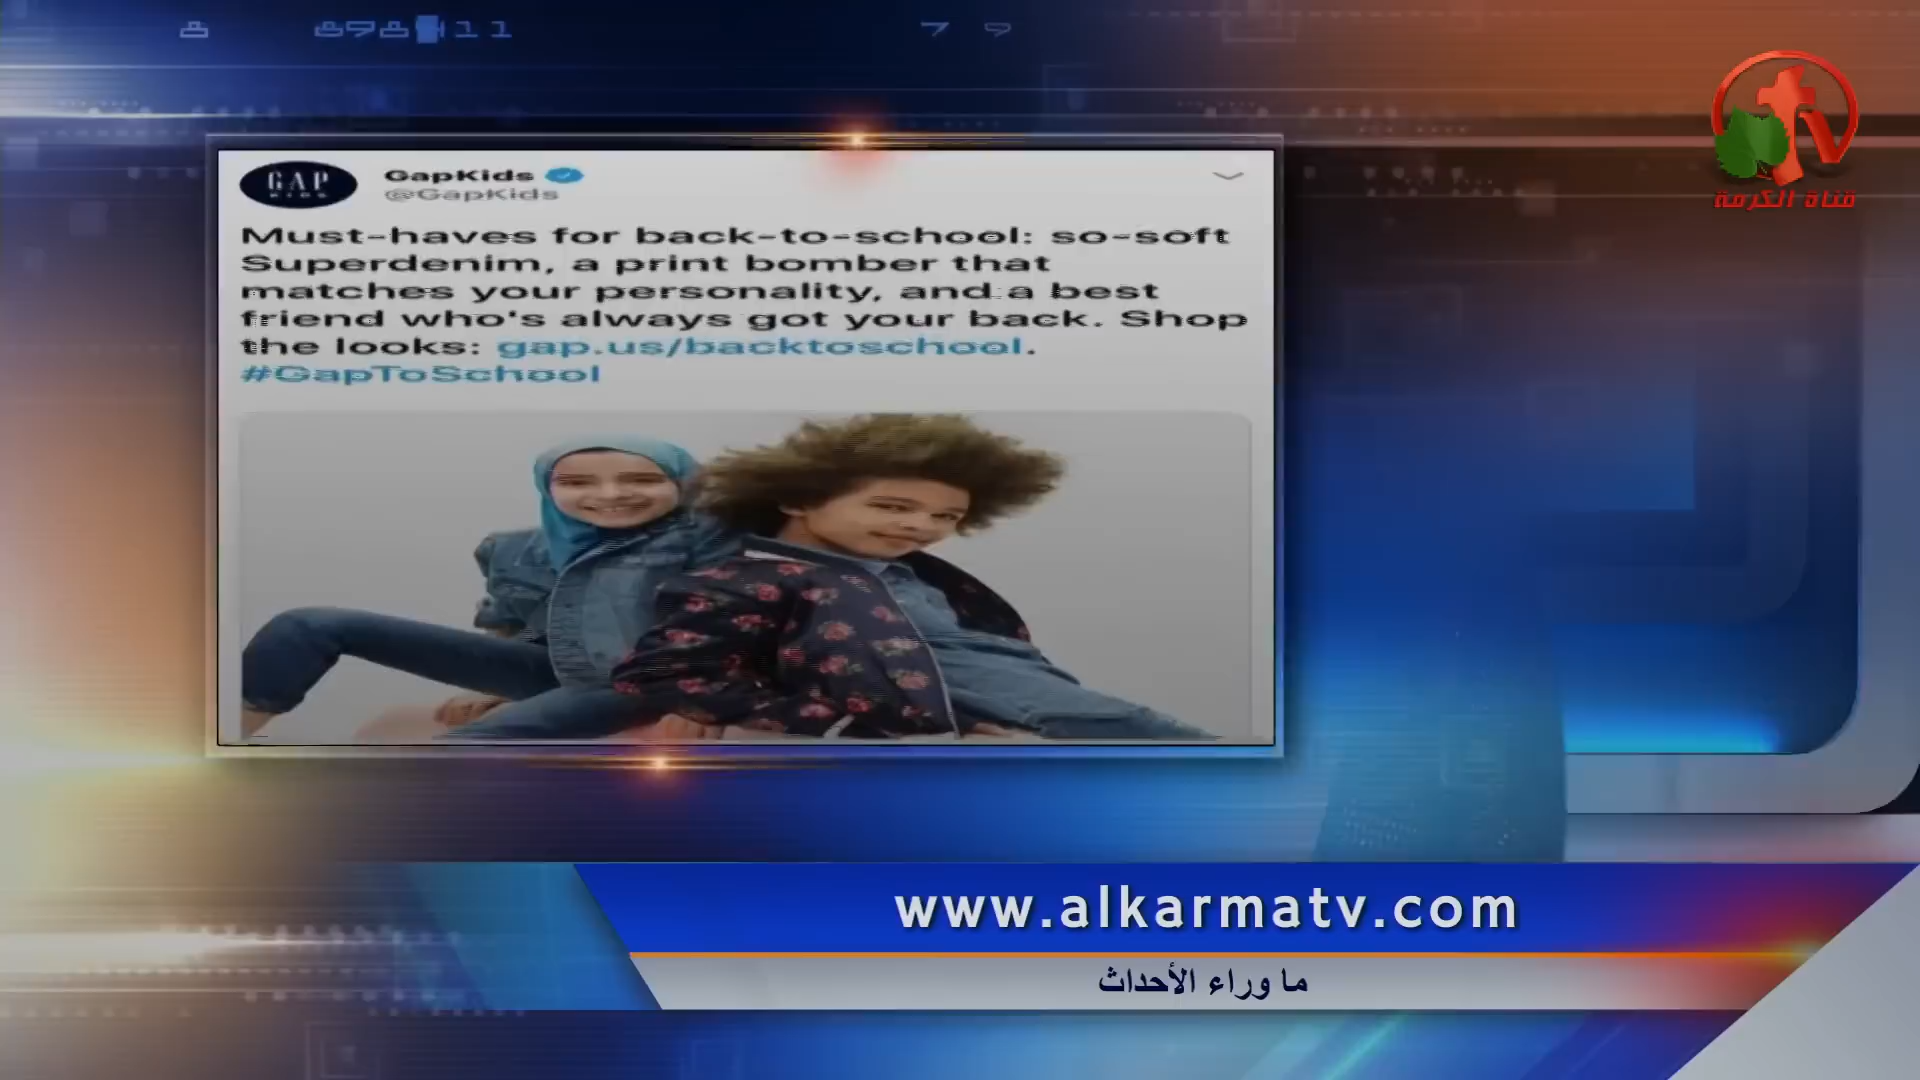 GAP
KIDS
GapKids
@GapKids
Must-haves for back-to-school: so-soft
Superdenim, a print bomber that
matches your personality, and a best
friend who's always got your back. Shop
the looks: gap.us/backtoschool.
#GapToSchool
tv
قناة الكرمة
www.alkarmatv.com
ما وراء الأحداث